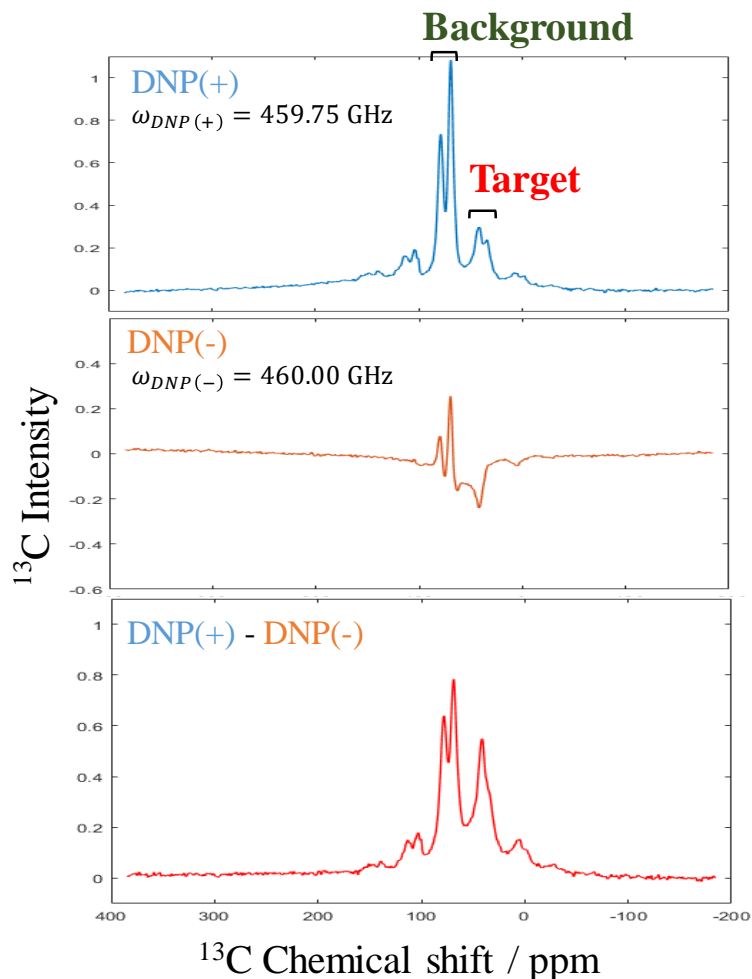 Background
DNP(+)
ω_DNP(+) = 459.75 GHz
Target
1
0.8
0.6
0.4
0.2
0
DNP(-)
ω_DNP(−) = 460.00 GHz
0.4
0.2
0
-0.2
-0.4
-0.6
DNP(+) - DNP(-)
1
0.8
0.6
0.4
0.2
0
400 300 200 100 0 -100 -200
¹³C Intensity
¹³C Chemical shift / ppm